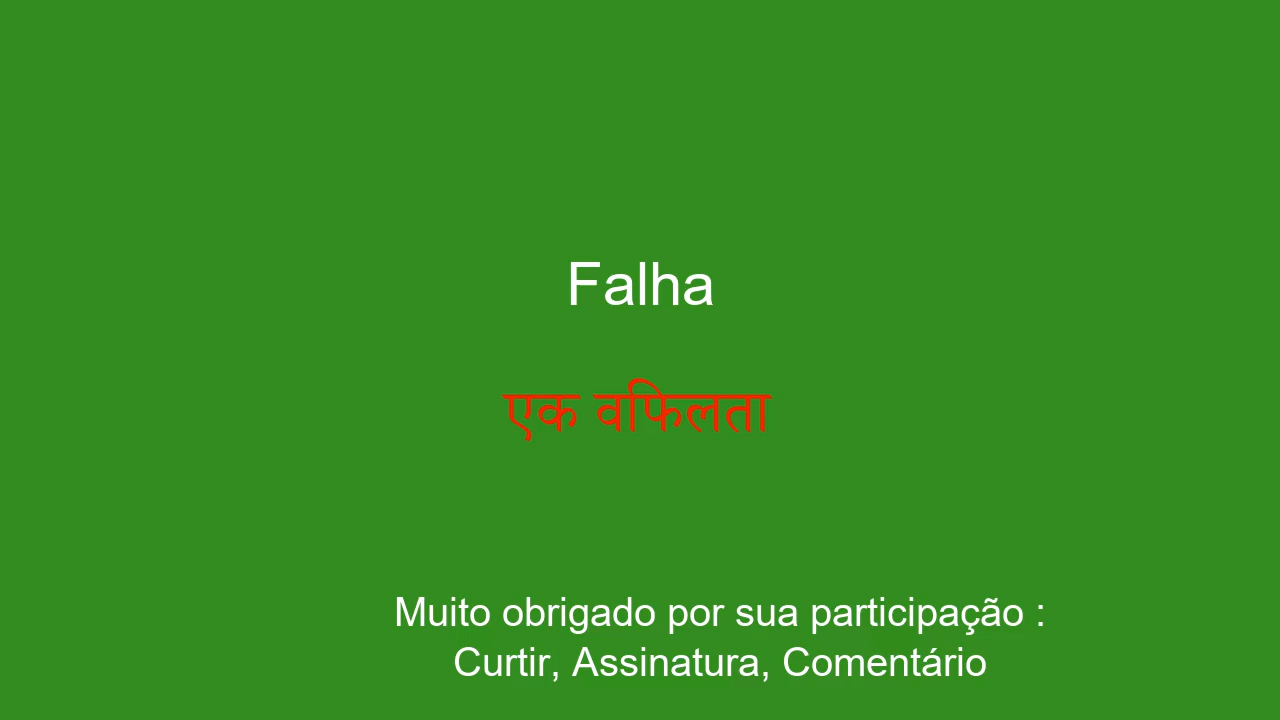 Falha
एक वफिलता
Muito obrigado por sua participação :
Curtir, Assinatura, Comentário